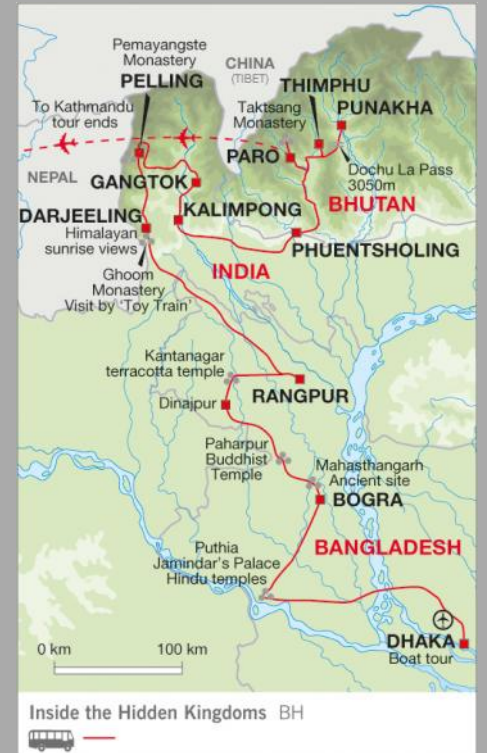 Pemayangste
Monastery
PELLING
CHINA
(TIBET)
THIMPHU
To Kathmandu
tour ends
Taktsang
Monastery
PUNAKHA
PARO
Dochu La Pass
3050m
NEPAL
GANGTOK
BHUTAN
DARJEELING
KALIMPONG
Himalayan
sunrise views
PHUENTSHOLING
INDIA
Ghoom
Monastery
Visit by ‘Toy Train’
Kantanagar
terracotta temple
RANGPUR
Dinajpur
Paharpur
Buddhist
Temple
Mahasthangarh
Ancient site
BOGRA
BANGLADESH
Puthia
Jamindar’s Palace
Hindu temples
DHAKA
Boat tour
0 km
100 km
Inside the Hidden Kingdoms BH